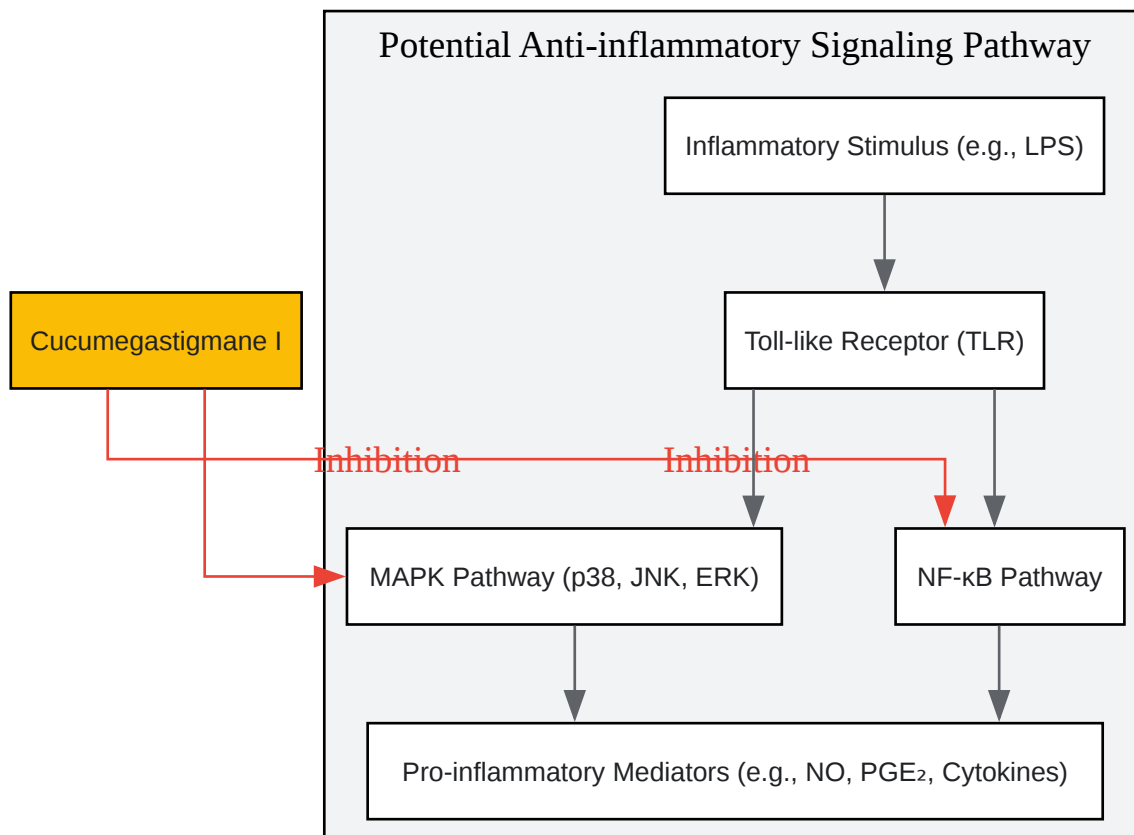 Potential Anti-inflammatory Signaling Pathway
Inflammatory Stimulus (e.g., LPS)
Cucumegastigmane I
Toll-like Receptor (TLR)
Inhibition
Inhibition
MAPK Pathway (p38, JNK, ERK)
NF-κB Pathway
Pro-inflammatory Mediators (e.g., NO, PGE₂, Cytokines)